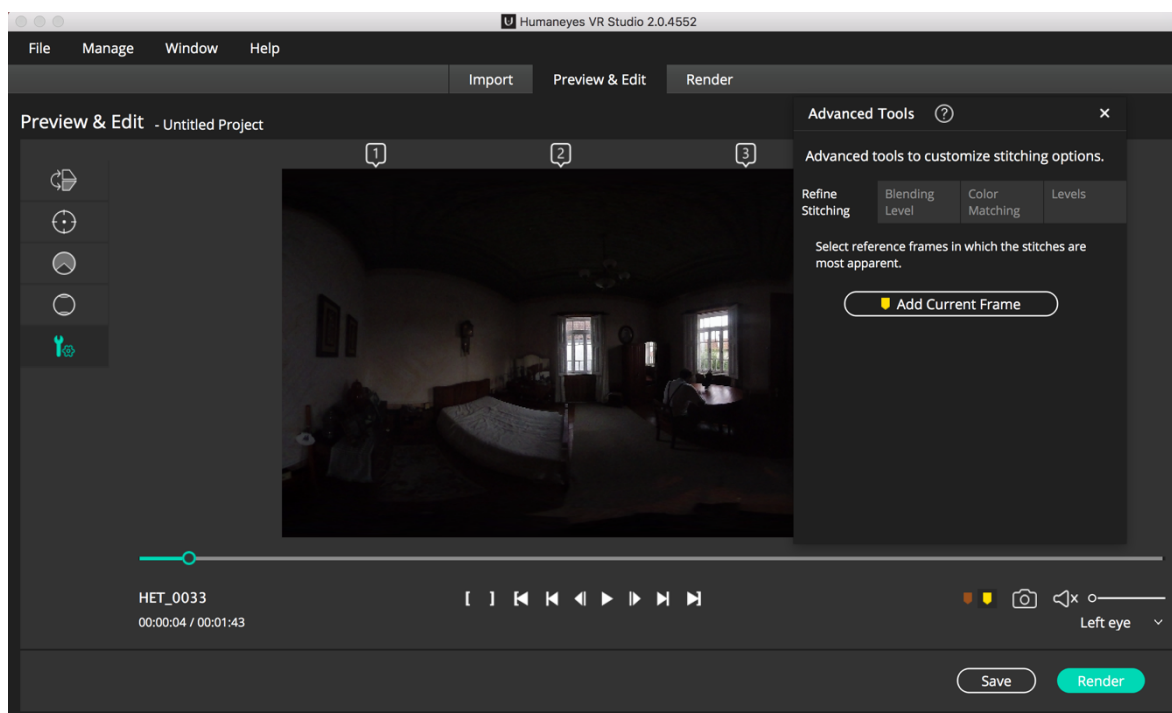 Humaneyes VR Studio 2.0.4552
File Manage Window Help
Import Preview & Edit Render
Preview & Edit - Untitled Project
1 2 3
Advanced Tools ? ×
Advanced tools to customize stitching options.
Refine Stitching
Blending Level
Color Matching
Levels
Select reference frames in which the stitches are
most apparent.
Add Current Frame
HET_0033
00:00:04 / 00:01:43
Left eye
Save Render